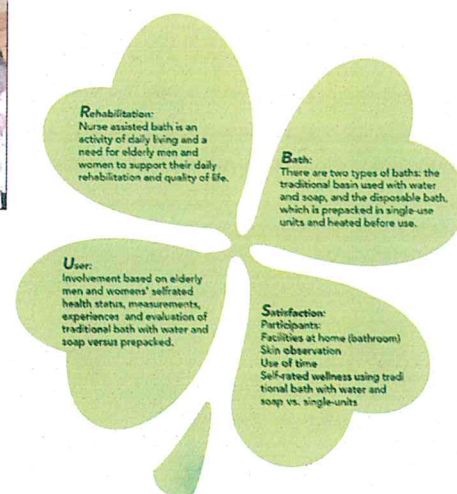 Rehabilitation:
Nurse assisted bath is an
activity of daily living and a
need for elderly men and
women to support their daily
rehabilitation and quality of life.
Bath:
There are two types of baths: the
traditional basin used with water
and soap, and the disposable bath,
which is prepacked in single-use
units and heated before use.
User:
Involvement based on elderly
men and womens' selfrated
health status, measurements,
experiences and evaluation of
traditional bath with water and
soap versus prepacked.
Satisfaction:
Participants:
Facilities at home (bathroom)
Skin observation
Use of time
Self-rated wellness using tradi
tional bath with water and
soap vs. single-units